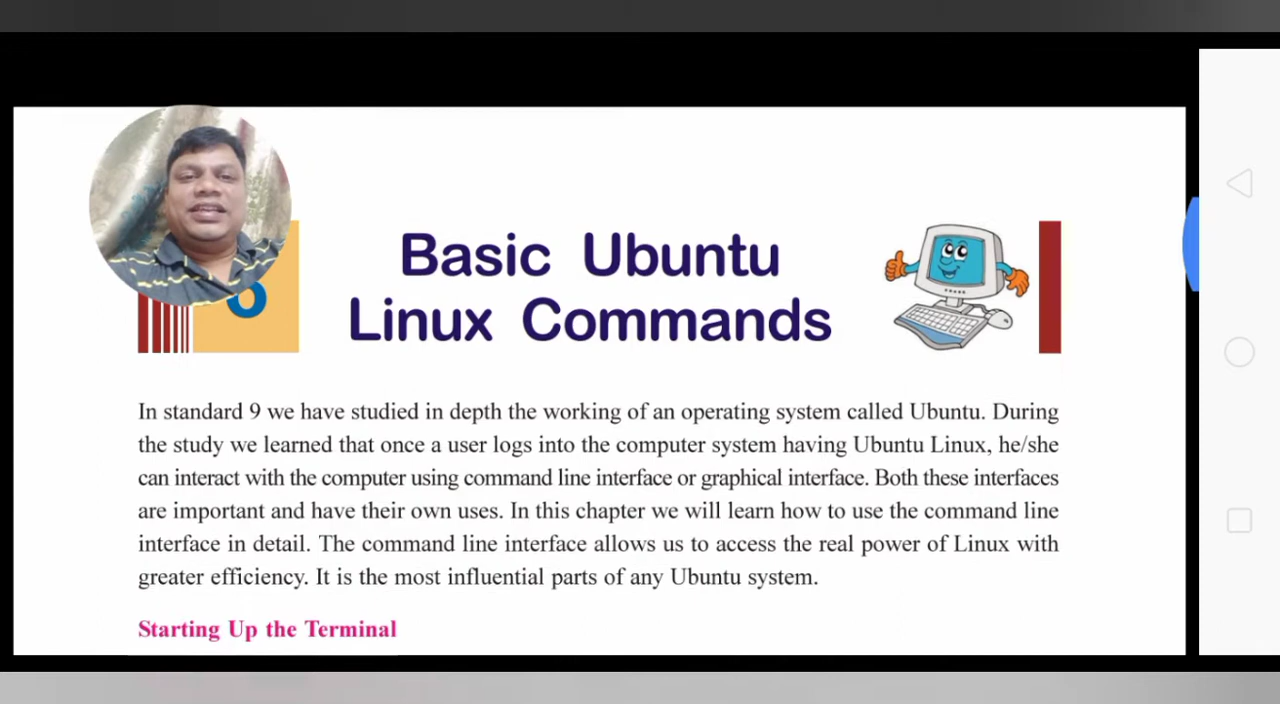 Basic Ubuntu
Linux Commands
In standard 9 we have studied in depth the working of an operating system called Ubuntu. During
the study we learned that once a user logs into the computer system having Ubuntu Linux, he/she
can interact with the computer using command line interface or graphical interface. Both these interfaces
are important and have their own uses. In this chapter we will learn how to use the command line
interface in detail. The command line interface allows us to access the real power of Linux with
greater efficiency. It is the most influential parts of any Ubuntu system.
Starting Up the Terminal